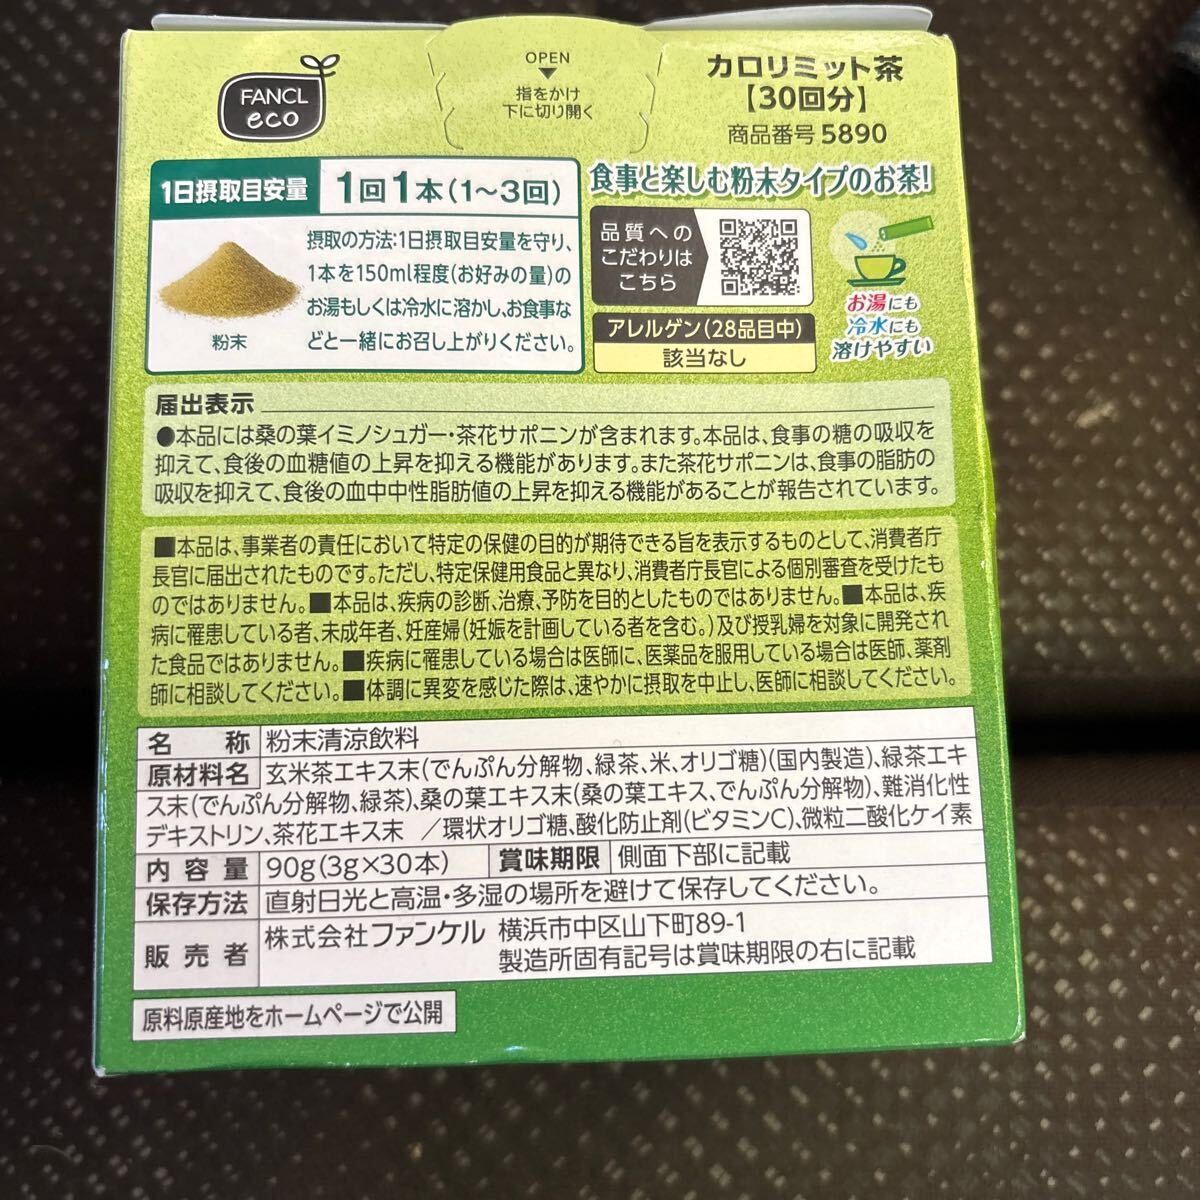 FANCL
eco
OPEN
▼
指をかけ
下に切り開く
カロリミット茶
【30回分】
商品番号 5890
1日摂取目安量 1回1本(1〜3回)
摂取の方法:1日摂取目安量を守り、
1本を150ml程度(お好みの量)の
お湯もしくは冷水に溶かし、お食事な
どと一緒にお召し上がりください。
粉末
食事と楽しむ粉末タイプのお茶!
品質への
こだわりは
こちら
アレルゲン(28品目中)
該当なし
お湯にも
冷水にも
溶けやすい
届出表示
●本品には桑の葉イミノシュガー・茶花サポニンが含まれます。本品は、食事の糖の吸収を
抑えて、食後の血糖値の上昇を抑える機能があります。また茶花サポニンは、食事の脂肪の
吸収を抑えて、食後の血中中性脂肪値の上昇を抑える機能があることが報告されています。
■本品は、事業者の責任において特定の保健の目的が期待できる旨を表示するものとして、消費者庁
長官に届出されたものです。ただし、特定保健用食品と異なり、消費者庁長官による個別審査を受けたも
のではありません。■本品は、疾病の診断、治療、予防を目的としたものではありません。■本品は、疾
病に罹患している者、未成年者、妊産婦(妊娠を計画している者を含む。)及び授乳婦を対象に開発され
た食品ではありません。■疾病に罹患している場合は医師に、医薬品を服用している場合は医師、薬剤
師に相談してください。■体調に異変を感じた際は、速やかに摂取を中止し、医師に相談してください。
名称 粉末清涼飲料
原材料名 玄米茶エキス末(でんぷん分解物、緑茶、米、オリゴ糖)(国内製造)、緑茶エキ
ス末(でんぷん分解物、緑茶)、桑の葉エキス末(桑の葉エキス、でんぷん分解物)、難消化性
デキストリン、茶花エキス末 /環状オリゴ糖、酸化防止剤(ビタミンC)、微粒二酸化ケイ素
内容量 90g(3g×30本) 賞味期限 側面下部に記載
保存方法 直射日光と高温・多湿の場所を避けて保存してください。
販売者 株式会社ファンケル 横浜市中区山下町89-1
製造所固有記号は賞味期限の右に記載
原料原産地をホームページで公開